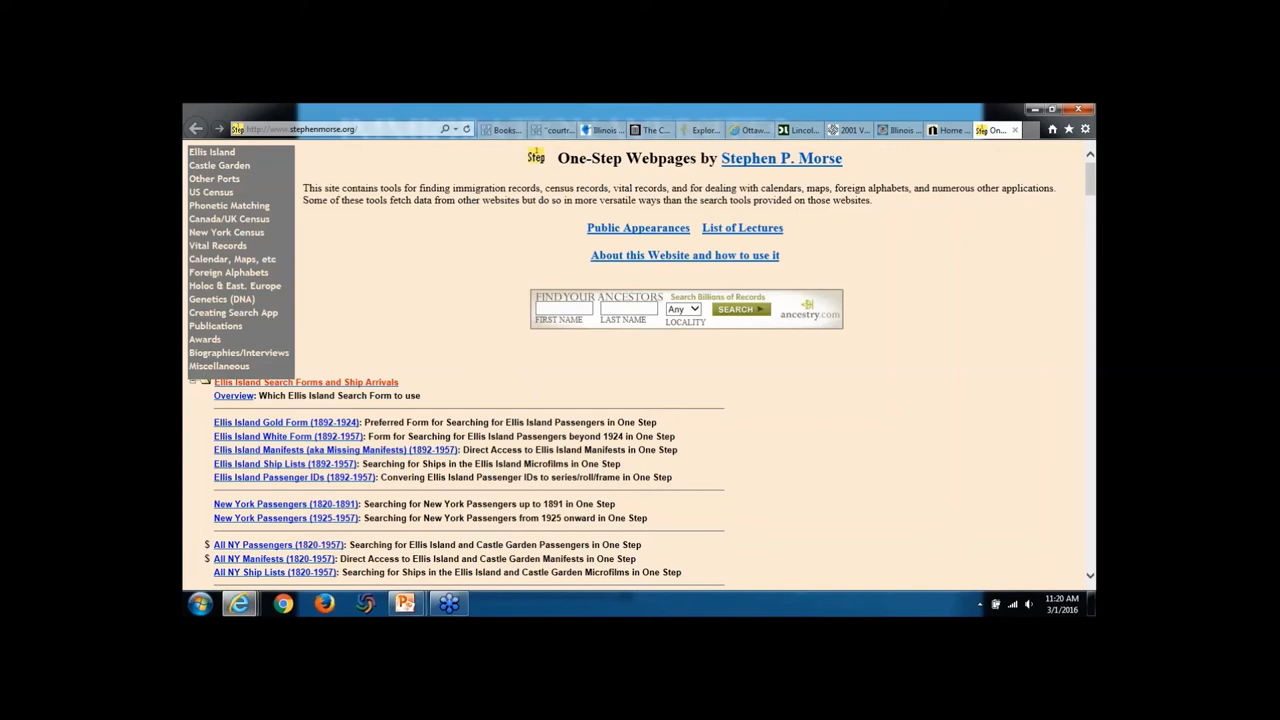 http://www.stephenmorse.org/
Books...
"courtr...
Illinois ...
The C...
Explor...
Ottaw...
Lincol...
2001 V...
Illinois ...
Home ...
On...
Ellis Island
Castle Garden
Other Ports
US Census
Phonetic Matching
Canada/UK Census
New York Census
Vital Records
Calendar, Maps, etc
Foreign Alphabets
Holoc & East. Europe
Genetics (DNA)
Creating Search App
Publications
Awards
Biographies/Interviews
Miscellaneous
Step One-Step Webpages by Stephen P. Morse
This site contains tools for finding immigration records, census records, vital records, and for dealing with calendars, maps, foreign alphabets, and numerous other applications.
Some of these tools fetch data from other websites but do so in more versatile ways than the search tools provided on those websites.
Public Appearances List of Lectures
About this Website and how to use it
FIND YOUR ANCESTORS Search Billions of Records
Any SEARCH ancestry.com
FIRST NAME LAST NAME LOCALITY
Ellis Island Search Forms and Ship Arrivals
Overview: Which Ellis Island Search Form to use
Ellis Island Gold Form (1892-1924): Preferred Form for Searching for Ellis Island Passengers in One Step
Ellis Island White Form (1892-1957): Form for Searching for Ellis Island Passengers beyond 1924 in One Step
Ellis Island Manifests (aka Missing Manifests) (1892-1957): Direct Access to Ellis Island Manifests in One Step
Ellis Island Ship Lists (1892-1957): Searching for Ships in the Ellis Island Microfilms in One Step
Ellis Island Passenger IDs (1892-1957): Convering Ellis Island Passenger IDs to series/roll/frame in One Step
New York Passengers (1820-1891): Searching for New York Passengers up to 1891 in One Step
New York Passengers (1925-1957): Searching for New York Passengers from 1925 onward in One Step
$ All NY Passengers (1820-1957): Searching for Ellis Island and Castle Garden Passengers in One Step
$ All NY Manifests (1820-1957): Direct Access to Ellis Island and Castle Garden Manifests in One Step
All NY Ship Lists (1820-1957): Searching for Ships in the Ellis Island and Castle Garden Microfilms in One Step
11:20 AM
3/1/2016